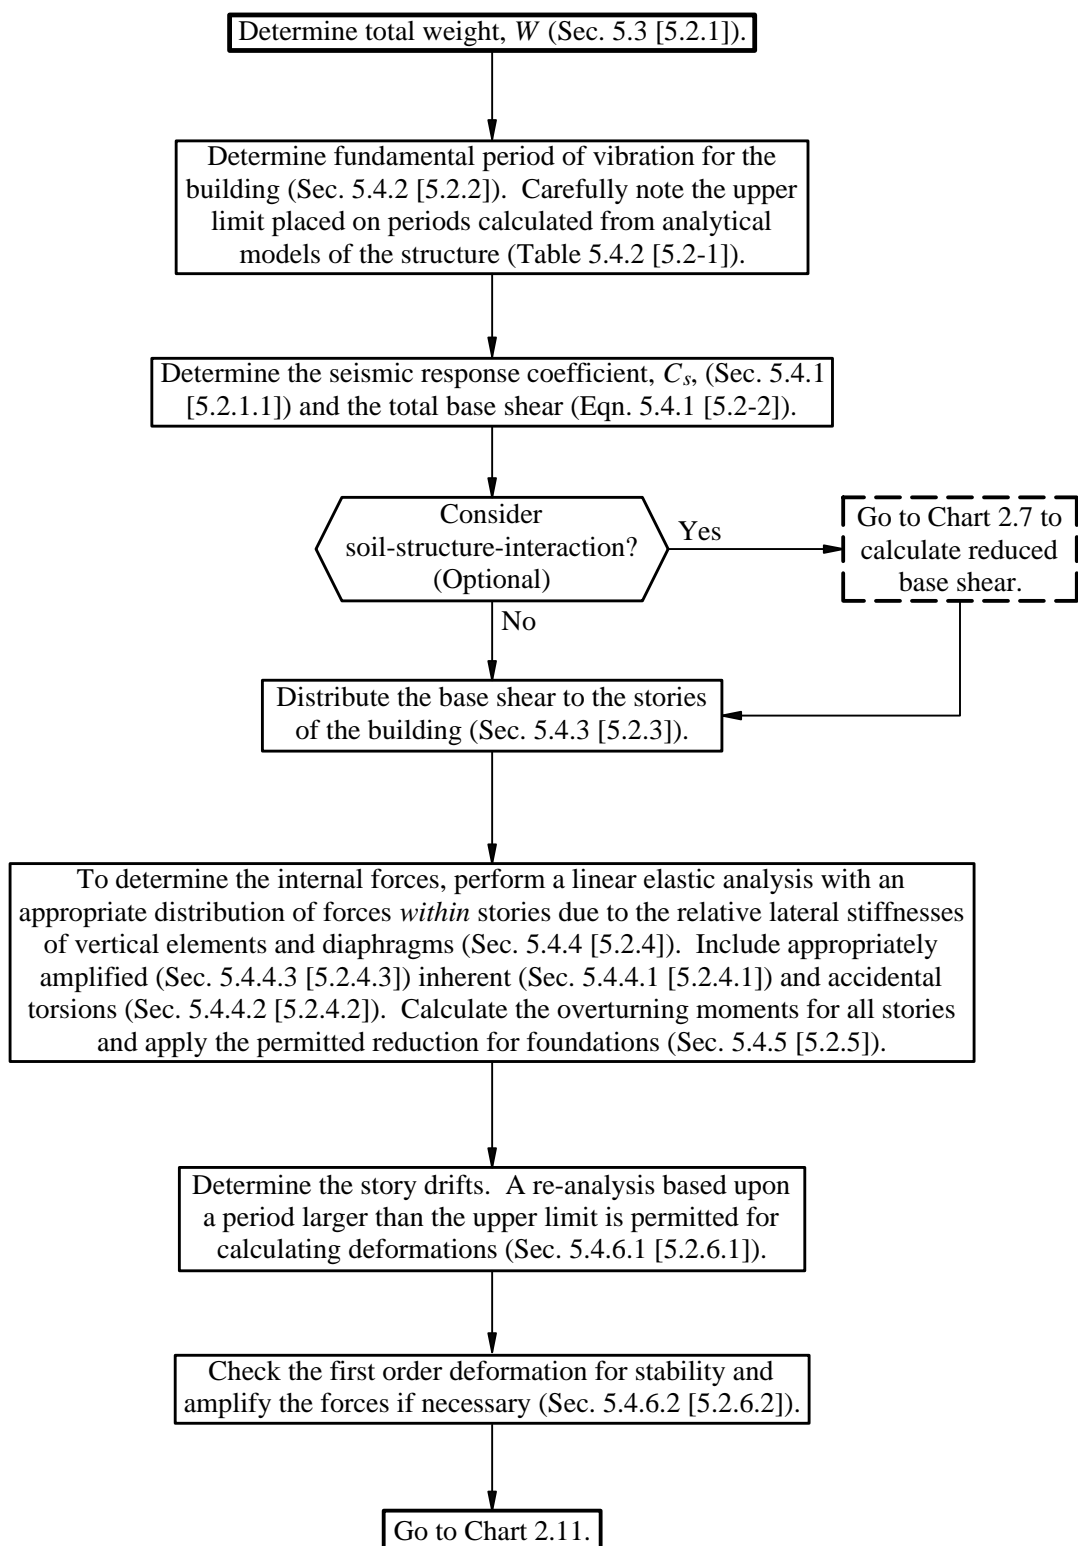 Determine total weight, W (Sec. 5.3 [5.2.1]).
Determine fundamental period of vibration for the
building (Sec. 5.4.2 [5.2.2]).  Carefully note the upper
limit placed on periods calculated from analytical
models of the structure (Table 5.4.2 [5.2-1]).
Determine the seismic response coefficient, Cs, (Sec. 5.4.1
[5.2.1.1]) and the total base shear (Eqn. 5.4.1 [5.2-2]).
Consider
soil-structure-interaction?
(Optional)
Yes
Go to Chart 2.7 to
calculate reduced
base shear.
No
Distribute the base shear to the stories
of the building (Sec. 5.4.3 [5.2.3]).
To determine the internal forces, perform a linear elastic analysis with an
appropriate distribution of forces within stories due to the relative lateral stiffnesses
of vertical elements and diaphragms (Sec. 5.4.4 [5.2.4]).  Include appropriately
amplified (Sec. 5.4.4.3 [5.2.4.3]) inherent (Sec. 5.4.4.1 [5.2.4.1]) and accidental
torsions (Sec. 5.4.4.2 [5.2.4.2]).  Calculate the overturning moments for all stories
and apply the permitted reduction for foundations (Sec. 5.4.5 [5.2.5]).
Determine the story drifts.  A re-analysis based upon
a period larger than the upper limit is permitted for
calculating deformations (Sec. 5.4.6.1 [5.2.6.1]).
Check the first order deformation for stability and
amplify the forces if necessary (Sec. 5.4.6.2 [5.2.6.2]).
Go to Chart 2.11.